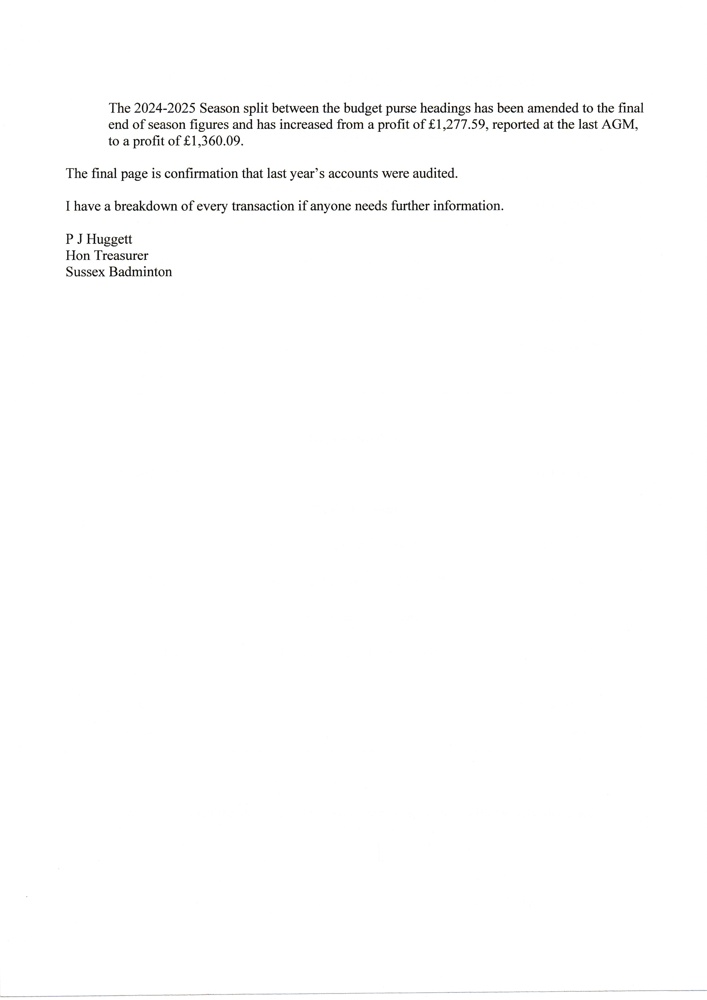 The 2024-2025 Season split between the budget purse headings has been amended to the final
end of season figures and has increased from a profit of £1,277.59, reported at the last AGM,
to a profit of £1,360.09.
The final page is confirmation that last year’s accounts were audited.
I have a breakdown of every transaction if anyone needs further information.
P J Huggett
Hon Treasurer
Sussex Badminton